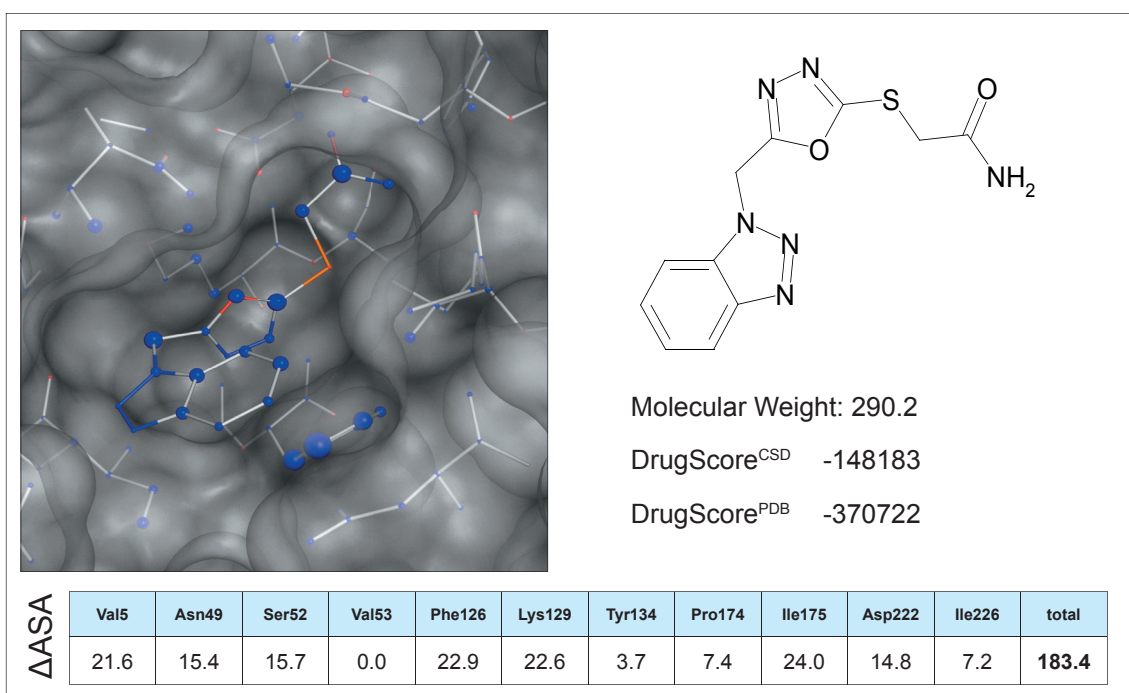 N
N
S
O
O
NH2
N
N
N
Molecular Weight: 290.2
DrugScoreCSD -148183
DrugScorePDB -370722
ΔASA
Val5 Asn49 Ser52 Val53 Phe126 Lys129 Tyr134 Pro174 Ile175 Asp222 Ile226 total
21.6 15.4 15.7 0.0 22.9 22.6 3.7 7.4 24.0 14.8 7.2 183.4